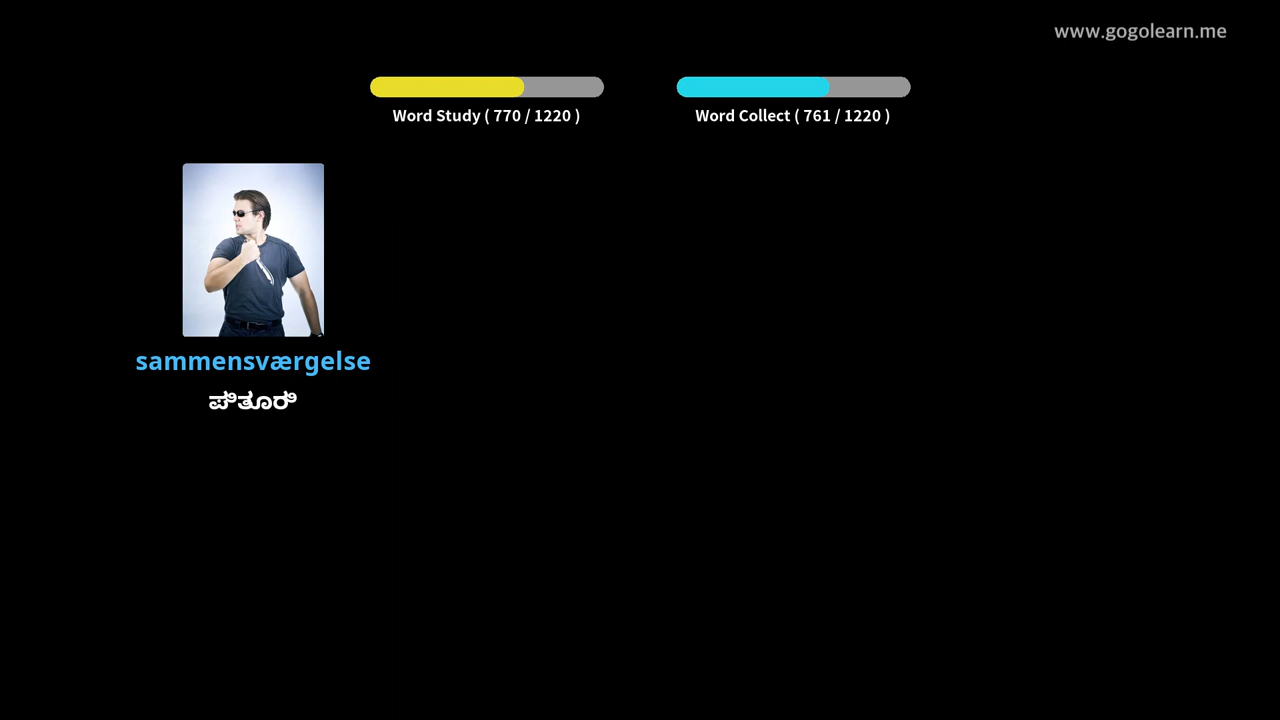 www.gogolearn.me
Word Study ( 770 / 1220 )
Word Collect ( 761 / 1220 )
sammensværgelse
ಪಿತೂರಿ